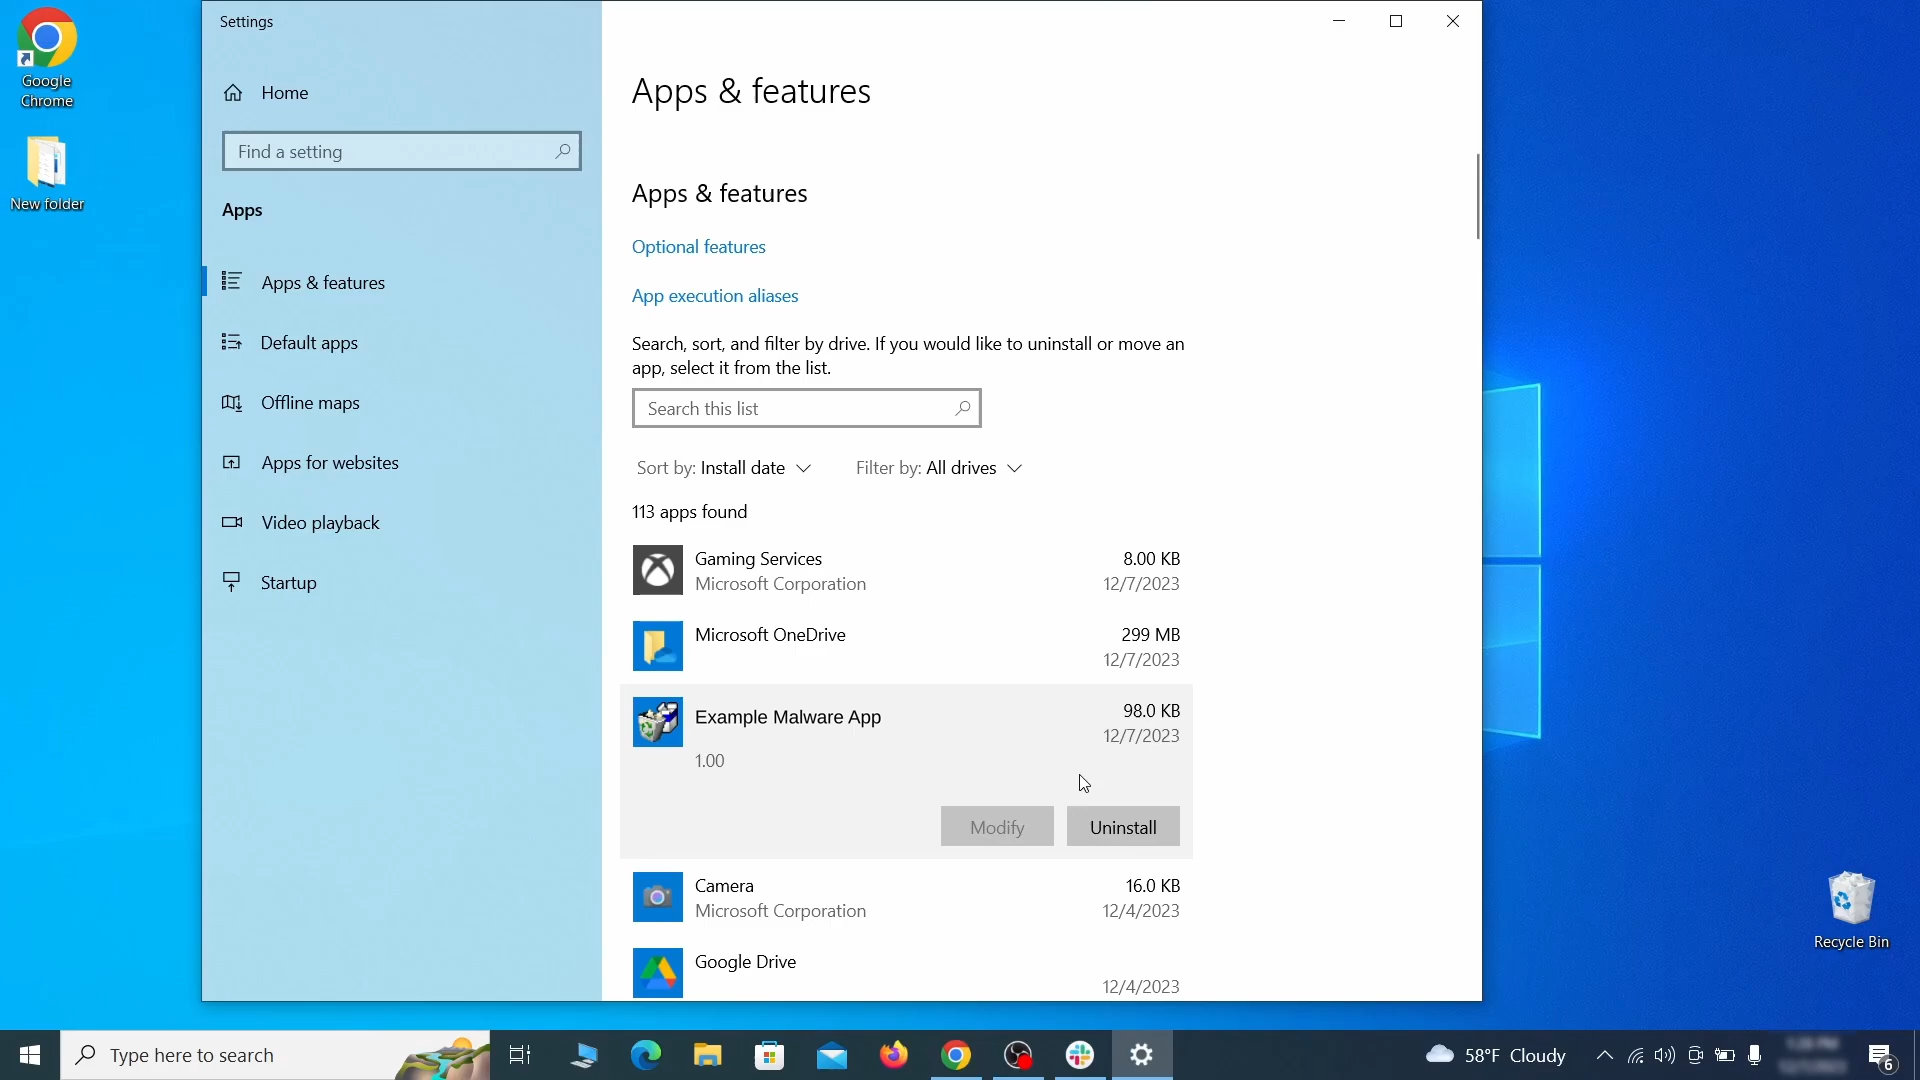 Google
Chrome
New folder
Settings
Home
Find a setting
Apps
Apps & features
Default apps
Offline maps
Apps for websites
Video playback
Startup
Apps & features
Apps & features
Optional features
App execution aliases
Search, sort, and filter by drive. If you would like to uninstall or move an
app, select it from the list.
Search this list
Sort by: Install date Filter by: All drives
113 apps found
Gaming Services 8.00 KB
Microsoft Corporation 12/7/2023
Microsoft OneDrive 299 MB
12/7/2023
Example Malware App 98.0 KB
12/7/2023
1.00
Modify Uninstall
Camera 16.0 KB
Microsoft Corporation 12/4/2023
Google Drive
12/4/2023
Recycle Bin
Type here to search
58°F Cloudy
6